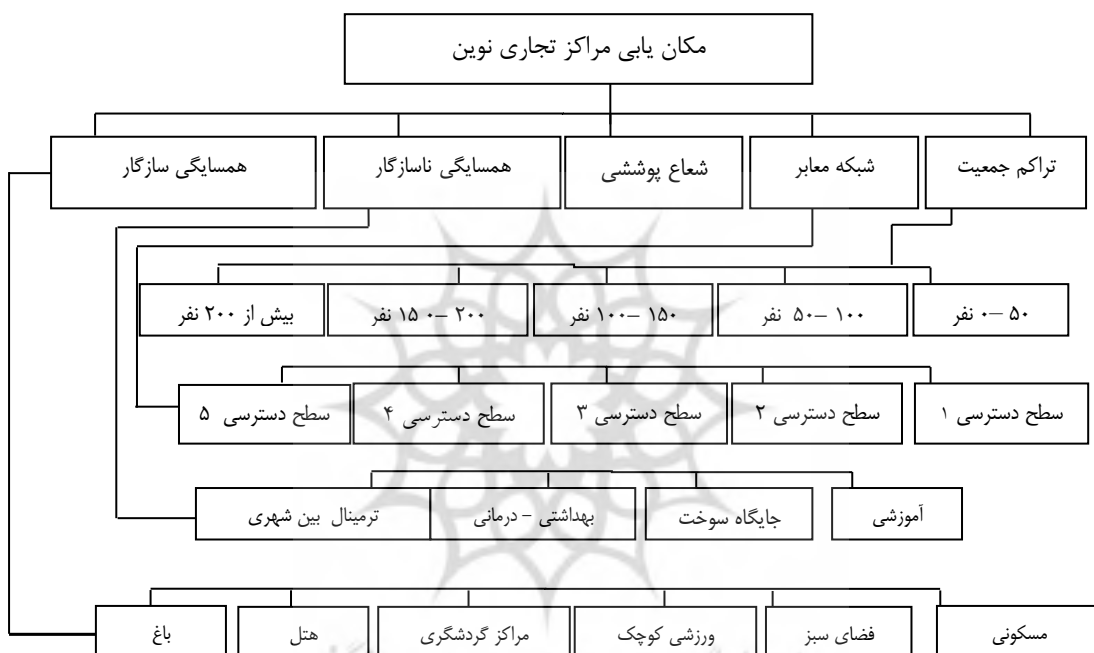 مکان یابی مراکز تجاری نوین
تراکم جمعیت
شبکه معابر
شعاع پوششی
همسایگی ناسازگار
همسایگی سازگار
۵۰ –۰ نفر
۱۰۰ –۵۰ نفر
۱۵۰ –۱۰۰ نفر
۲۰۰ –۱۵۰ نفر
بیش از ۲۰۰ نفر
سطح دسترسی ۱
سطح دسترسی ۲
سطح دسترسی ۳
سطح دسترسی ۴
سطح دسترسی ۵
آموزشی
جایگاه سوخت
بهداشتی – درمانی
ترمینال بین شهری
مسکونی
فضای سبز
ورزشی کوچک
مراکز گردشگری
هتل
باغ